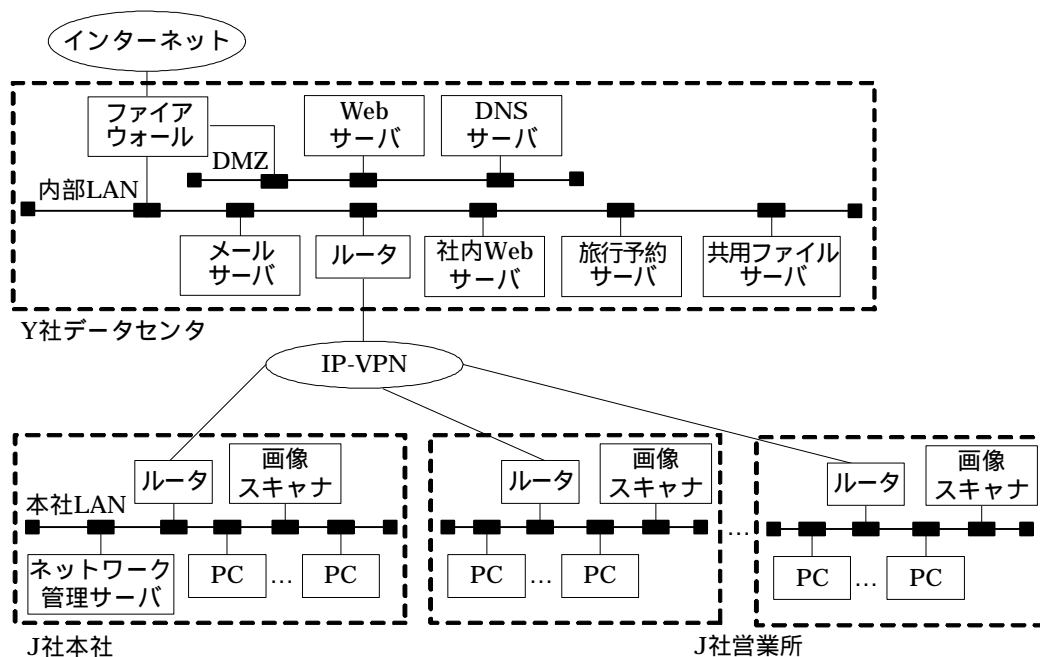 インターネット
ファイア
ウォール
Web
サーバ
DNS
サーバ
DMZ
内部LAN
メール
サーバ
ルータ
社内Web
サーバ
旅行予約
サーバ
共用ファイル
サーバ
Y社データセンタ
IP-VPN
ルータ
画像
スキャナ
本社LAN
ネットワーク
管理サーバ
PC
…
PC
J社本社
ルータ
画像
スキャナ
PC
…
PC
…
ルータ
画像
スキャナ
PC
…
PC
J社営業所